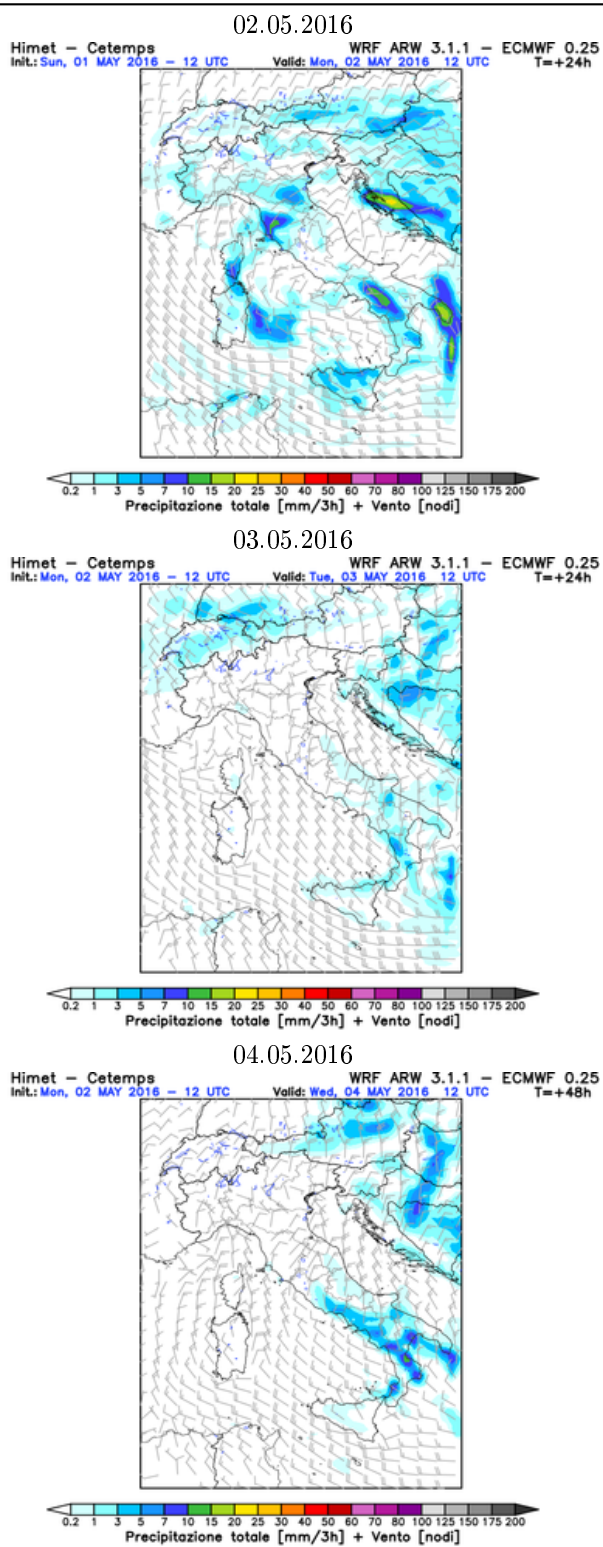 02.05.2016
Himet – Cetemps WRF ARW 3.1.1 – ECMWF 0.25
Init.: Sun, 01 MAY 2016 – 12 UTC Valid: Mon, 02 MAY 2016 12 UTC T=+24h
0.2 1 3 5 7 10 15 20 25 30 40 50 60 70 80 100 125 150 175 200
Precipitazione totale [mm/3h] + Vento [nodi]
03.05.2016
Himet – Cetemps WRF ARW 3.1.1 – ECMWF 0.25
Init.: Mon, 02 MAY 2016 – 12 UTC Valid: Tue, 03 MAY 2016 12 UTC T=+24h
0.2 1 3 5 7 10 15 20 25 30 40 50 60 70 80 100 125 150 175 200
Precipitazione totale [mm/3h] + Vento [nodi]
04.05.2016
Himet – Cetemps WRF ARW 3.1.1 – ECMWF 0.25
Init.: Mon, 02 MAY 2016 – 12 UTC Valid: Wed, 04 MAY 2016 12 UTC T=+48h
0.2 1 3 5 7 10 15 20 25 30 40 50 60 70 80 100 125 150 175 200
Precipitazione totale [mm/3h] + Vento [nodi]